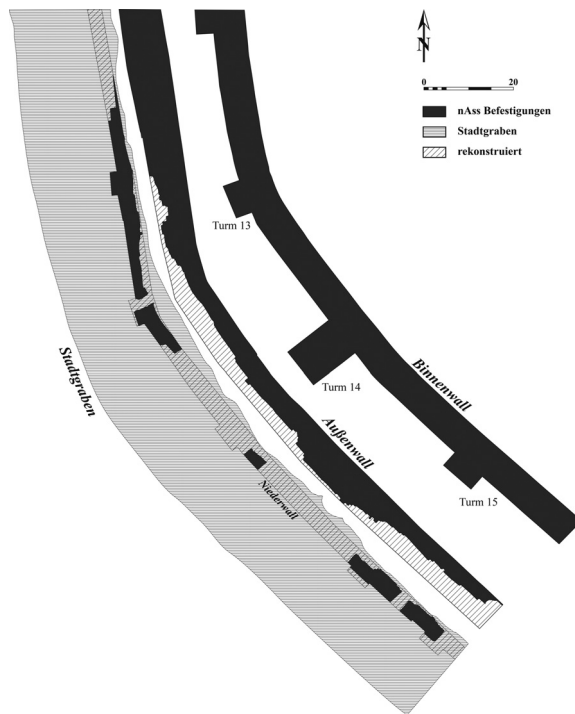 N
0 20
nAss Befestigungen
Stadtgraben
rekonstruiert
Turm 13
Turm 14
Binnenwall
Stadtgraben
Außenwall
Turm 15
Niederwall